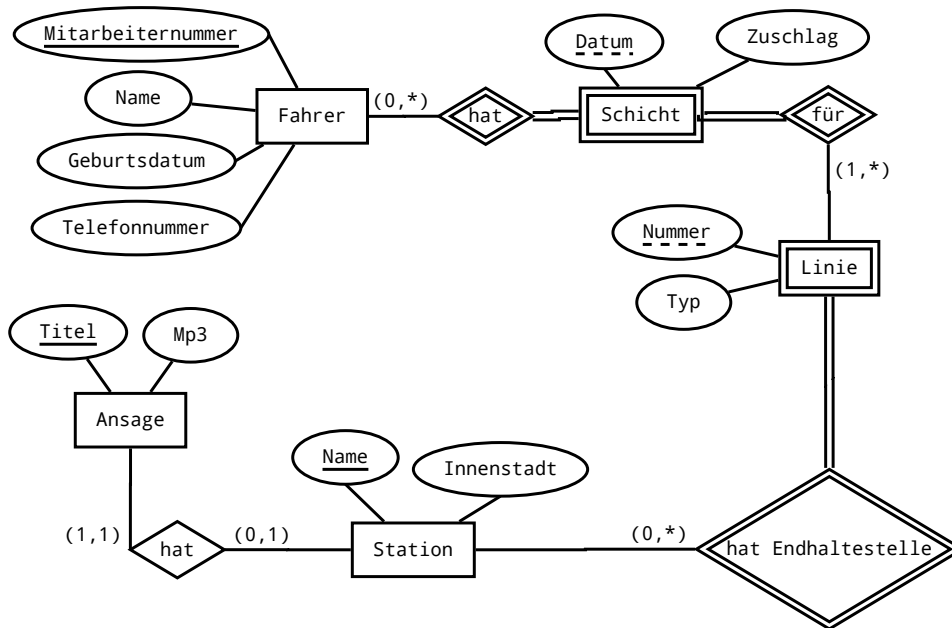 Mitarbeiternummer
Datum
Zuschlag
Name
Fahrer
(0,*)
hat
Schicht
für
Geburtsdatum
(1,*)
Telefonnummer
Nummer
Linie
Typ
Titel
Mp3
Ansage
Name
Innenstadt
(1,1)
hat
(0,1)
Station
(0,*)
hat Endhaltestelle